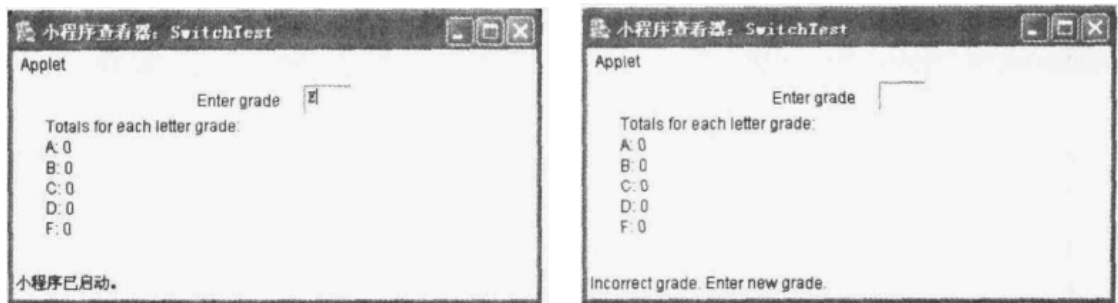 小程序查看器: SwitchTest
Applet
Enter grade
Totals for each letter grade:
A: 0
B: 0
C: 0
D: 0
F: 0
小程序已启动。
小程序查看器: SwitchTest
Applet
Enter grade
Totals for each letter grade:
A: 0
B: 0
C: 0
D: 0
F: 0
Incorrect grade. Enter new grade.